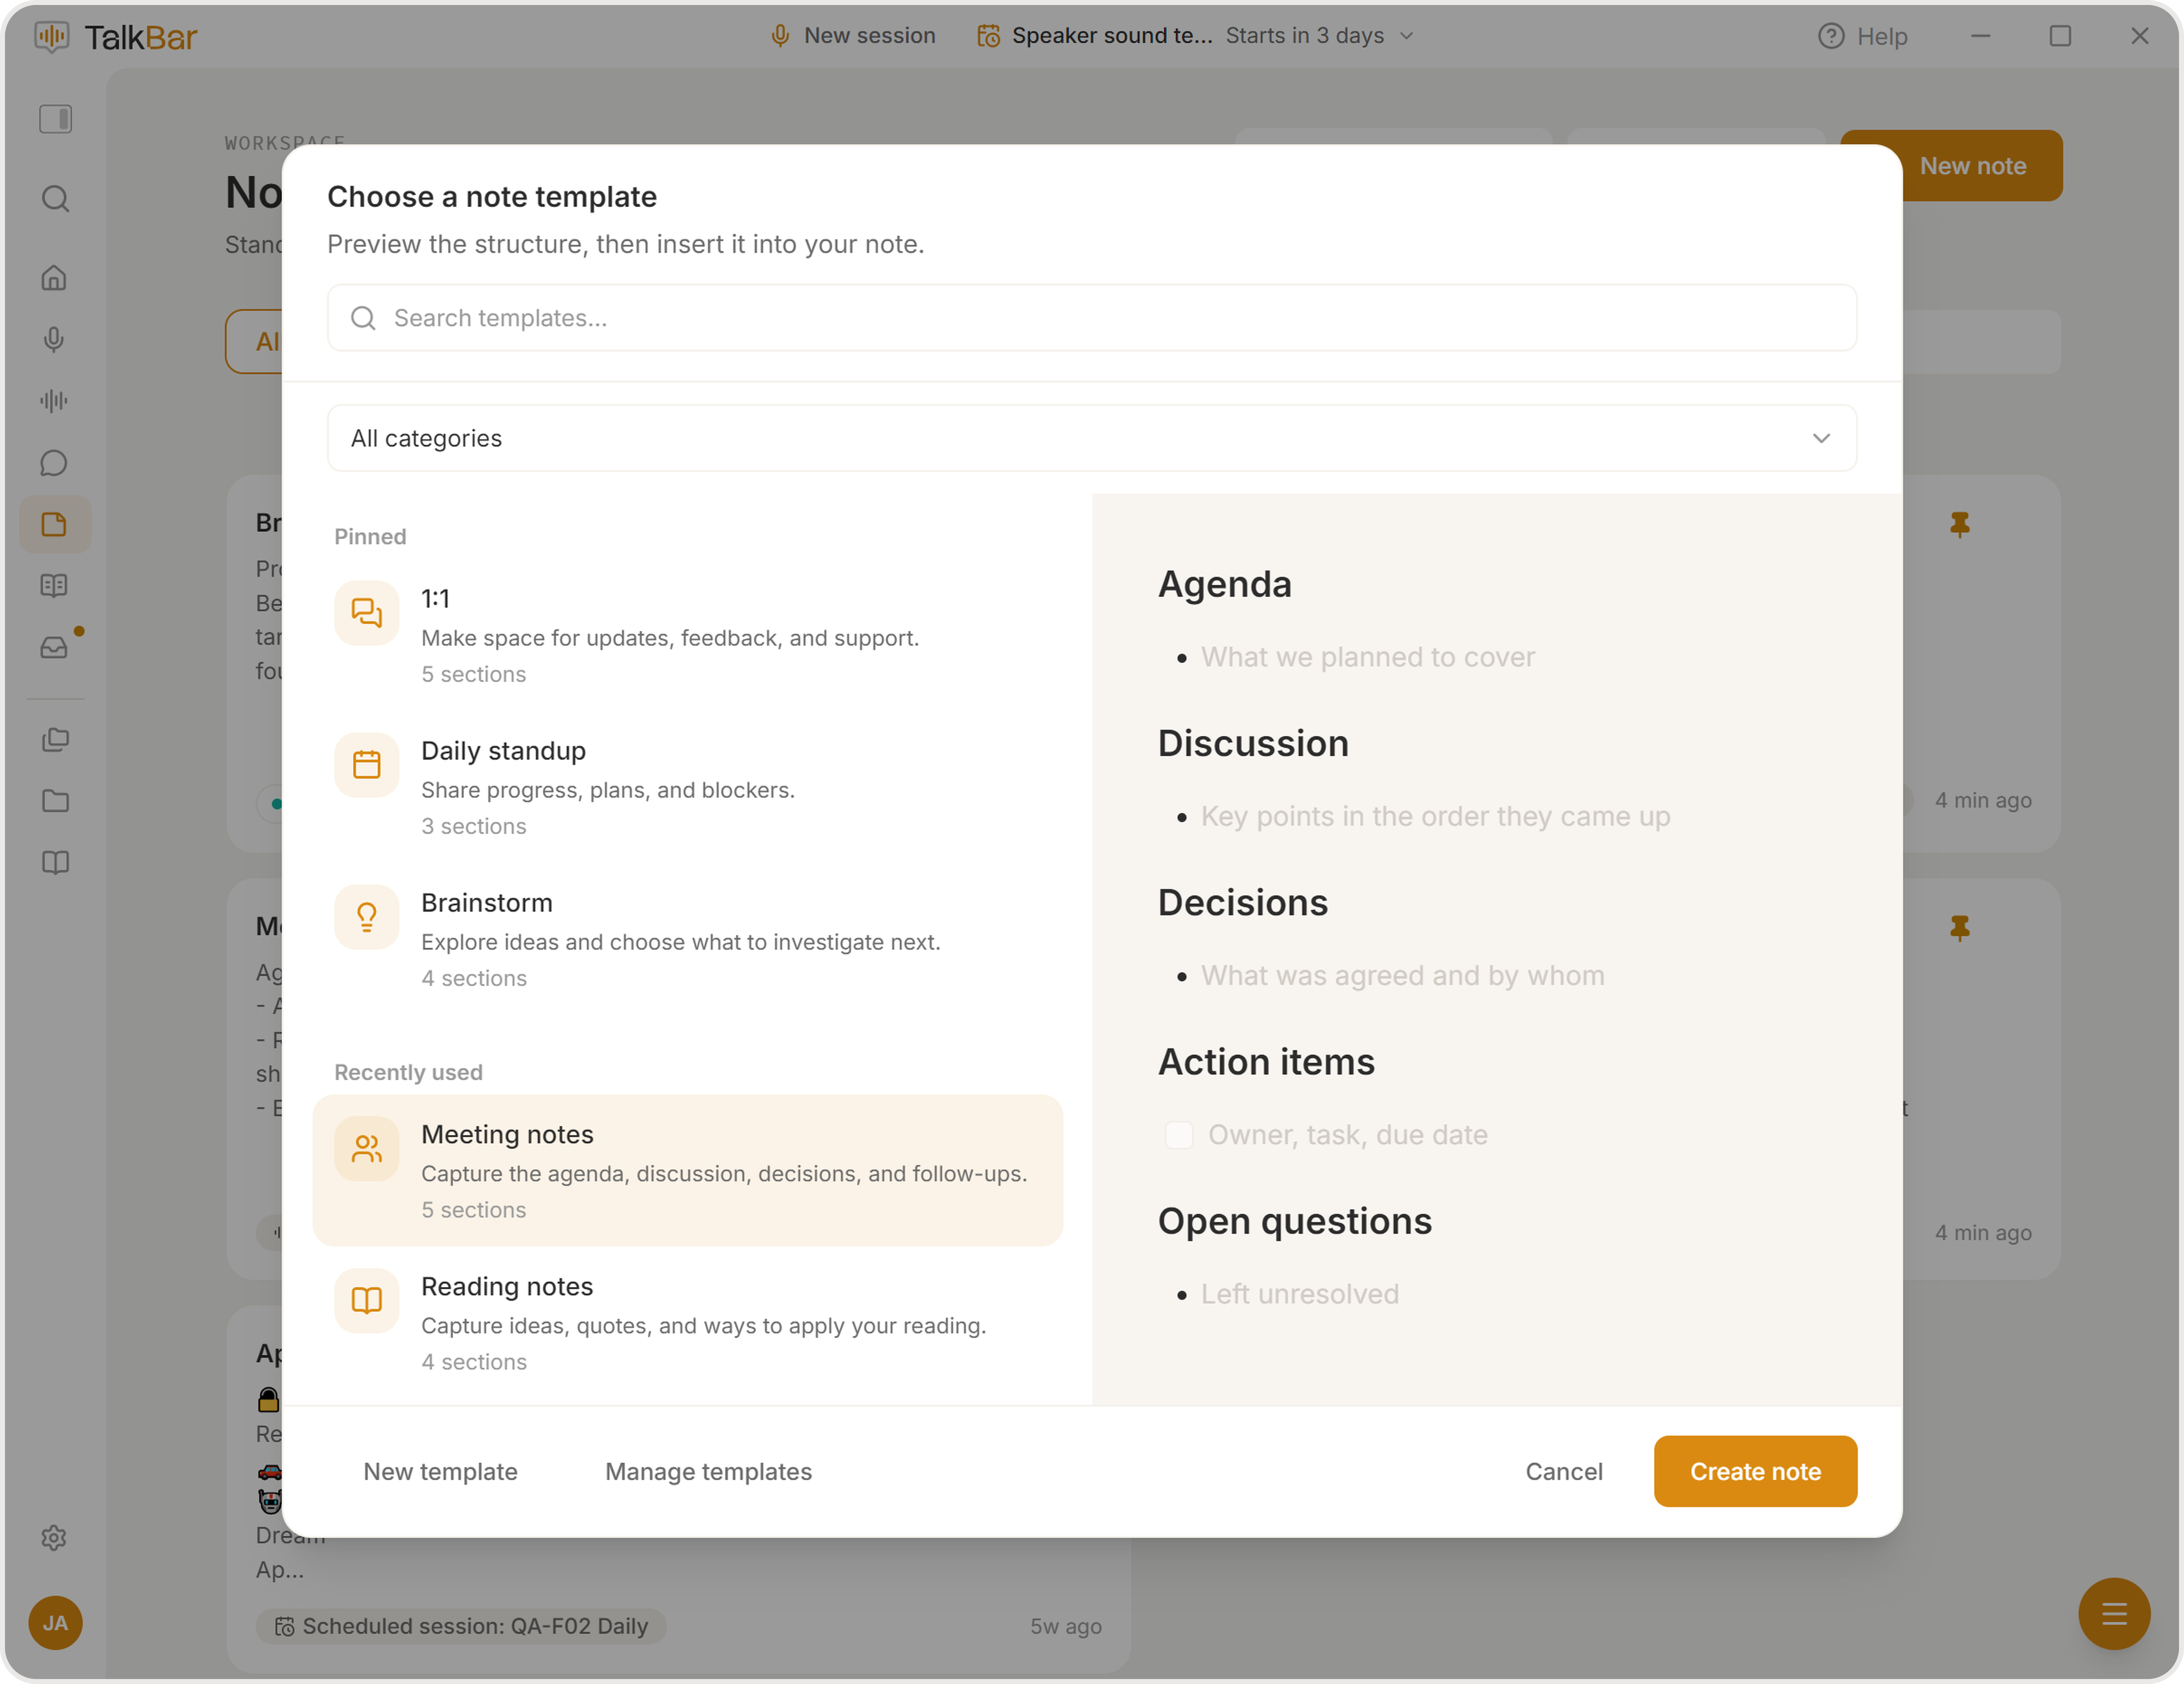 TalkBar
New session
Speaker sound te... Starts in 3 days
Help
WORKSPACE
New note
Choose a note template
Preview the structure, then insert it into your note.
Search templates...
All categories
Pinned
1:1
Make space for updates, feedback, and support.
5 sections
Daily standup
Share progress, plans, and blockers.
3 sections
Brainstorm
Explore ideas and choose what to investigate next.
4 sections
Recently used
Meeting notes
Capture the agenda, discussion, decisions, and follow-ups.
5 sections
Reading notes
Capture ideas, quotes, and ways to apply your reading.
4 sections
Agenda
• What we planned to cover
Discussion
• Key points in the order they came up
Decisions
• What was agreed and by whom
Action items
Owner, task, due date
Open questions
• Left unresolved
New template
Manage templates
Cancel
Create note
4 min ago
4 min ago
Dream
Ap...
Scheduled session: QA-F02 Daily
5w ago
JA